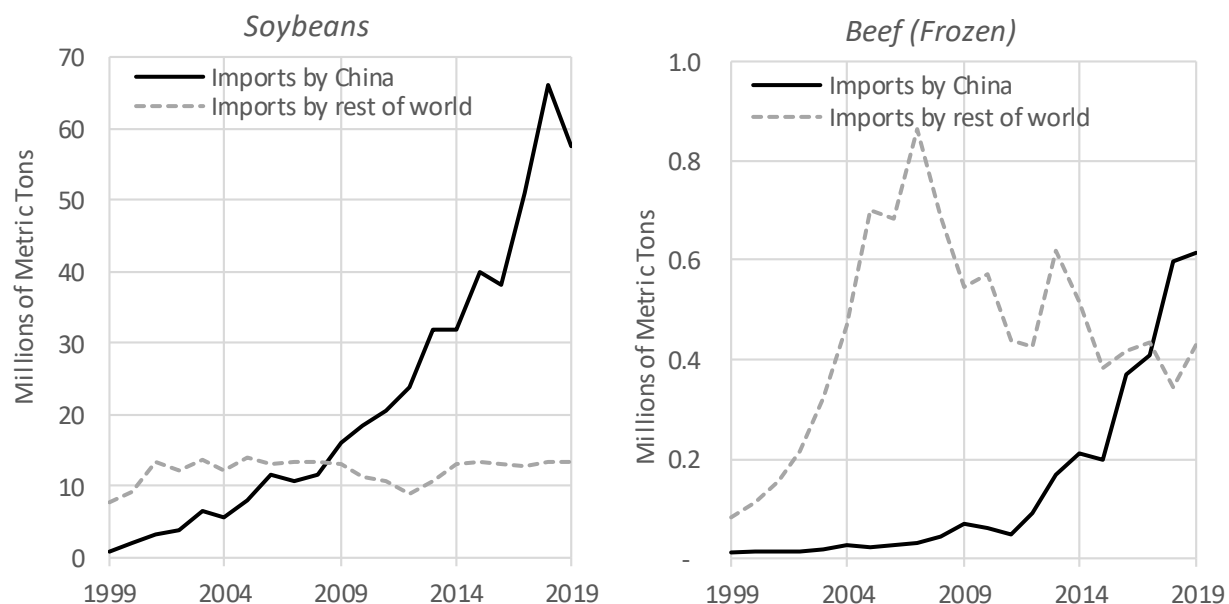 Soybeans
Millions of Metric Tons
70
60
50
40
30
20
10
0
Imports by China
Imports by rest of world
1999 2004 2009 2014 2019
Beef (Frozen)
Millions of Metric Tons
1.0
0.8
0.6
0.4
0.2
-
Imports by China
Imports by rest of world
1999 2004 2009 2014 2019